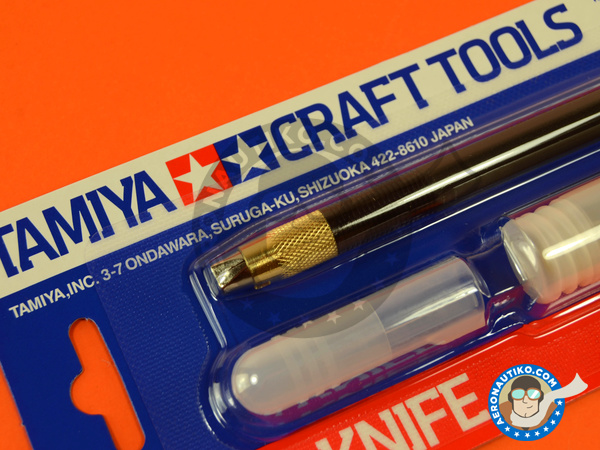 TAMIYA CRAFT TOOLS
TAMIYA, INC. 3-7 ONDAWARA, SURUGA-KU, SHIZUOKA 422-8610 JAPAN
KNIFE
AERONAUTIKO.COM